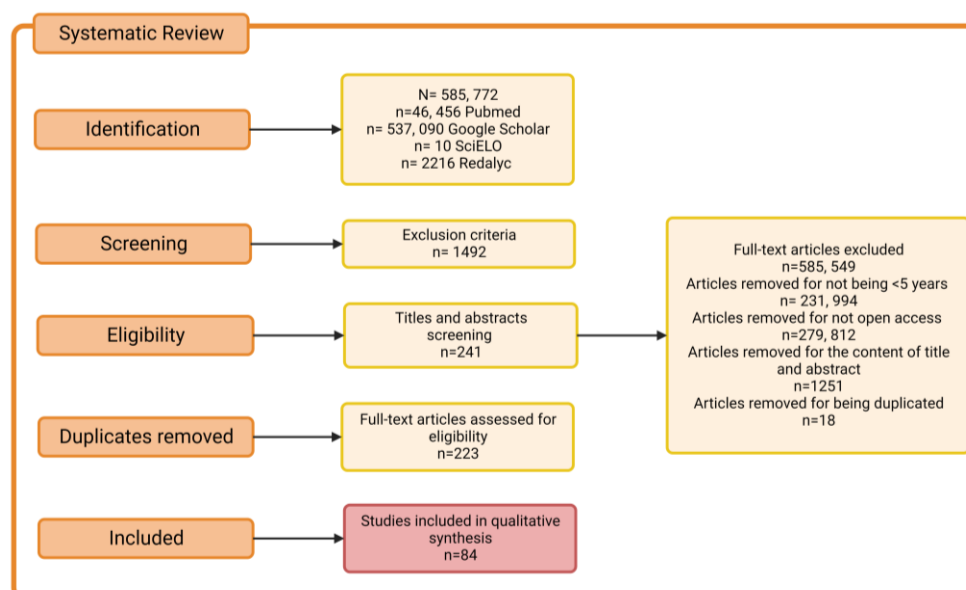 Systematic Review
Identification
N= 585, 772
n=46, 456 Pubmed
n= 537, 090 Google Scholar
n= 10 SciELO
n= 2216 Redalyc
Screening
Exclusion criteria
n= 1492
Eligibility
Titles and abstracts
screening
n=241
Full-text articles excluded
n=585, 549
Articles removed for not being <5 years
n= 231, 994
Articles removed for not open access
n=279, 812
Articles removed for the content of title
and abstract
n=1251
Articles removed for being duplicated
n=18
Duplicates removed
Full-text articles assessed for
eligibility
n=223
Included
Studies included in qualitative
synthesis
n=84